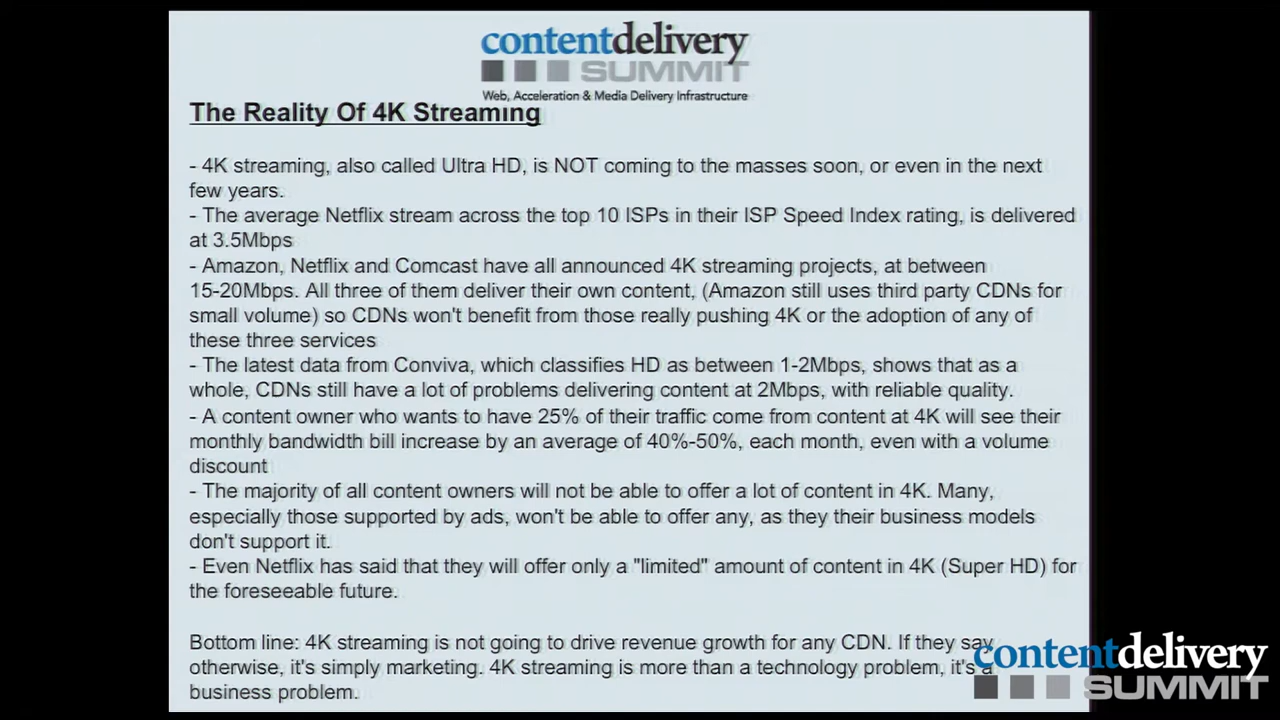 contentdelivery
SUMMIT
Web, Acceleration & Media Delivery Infrastructure
The Reality Of 4K Streaming
- 4K streaming, also called Ultra HD, is NOT coming to the masses soon, or even in the next
few years.
- The average Netflix stream across the top 10 ISPs in their ISP Speed Index rating, is delivered
at 3.5Mbps
- Amazon, Netflix and Comcast have all announced 4K streaming projects, at between
15-20Mbps. All three of them deliver their own content, (Amazon still uses third party CDNs for
small volume) so CDNs won't benefit from those really pushing 4K or the adoption of any of
these three services
- The latest data from Conviva, which classifies HD as between 1-2Mbps, shows that as a
whole, CDNs still have a lot of problems delivering content at 2Mbps, with reliable quality.
- A content owner who wants to have 25% of their traffic come from content at 4K will see their
monthly bandwidth bill increase by an average of 40%-50%, each month, even with a volume
discount
- The majority of all content owners will not be able to offer a lot of content in 4K. Many,
especially those supported by ads, won't be able to offer any, as they their business models
don't support it.
- Even Netflix has said that they will offer only a "limited" amount of content in 4K (Super HD) for
the foreseeable future.
Bottom line: 4K streaming is not going to drive revenue growth for any CDN. If they say
otherwise, it's simply marketing. 4K streaming is more than a technology problem, it's a
business problem.
contentdelivery
SUMMIT